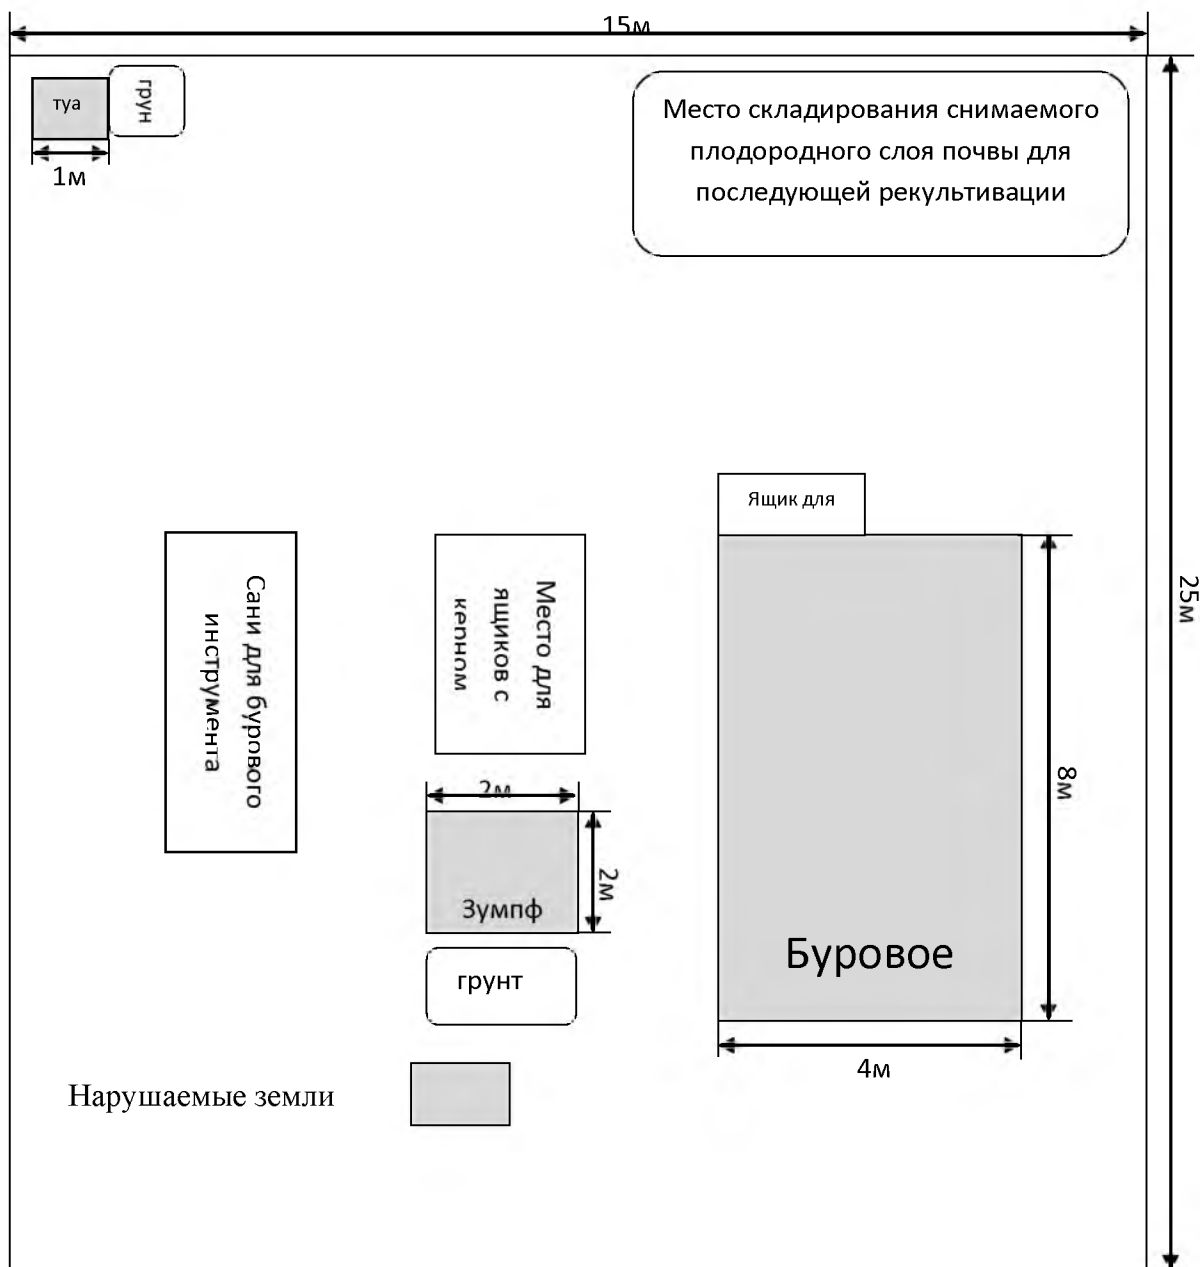 15м
туа
грун
1м
Место складирования снимаемого
плодородного слоя почвы для
последующей рекультивации
Ящик для
25м
Сани для бурового
инструмента
Место для
ящиков с
керном
8м
2м
2м
Зумпф
Буровое
грунт
4м
Нарушаемые земли